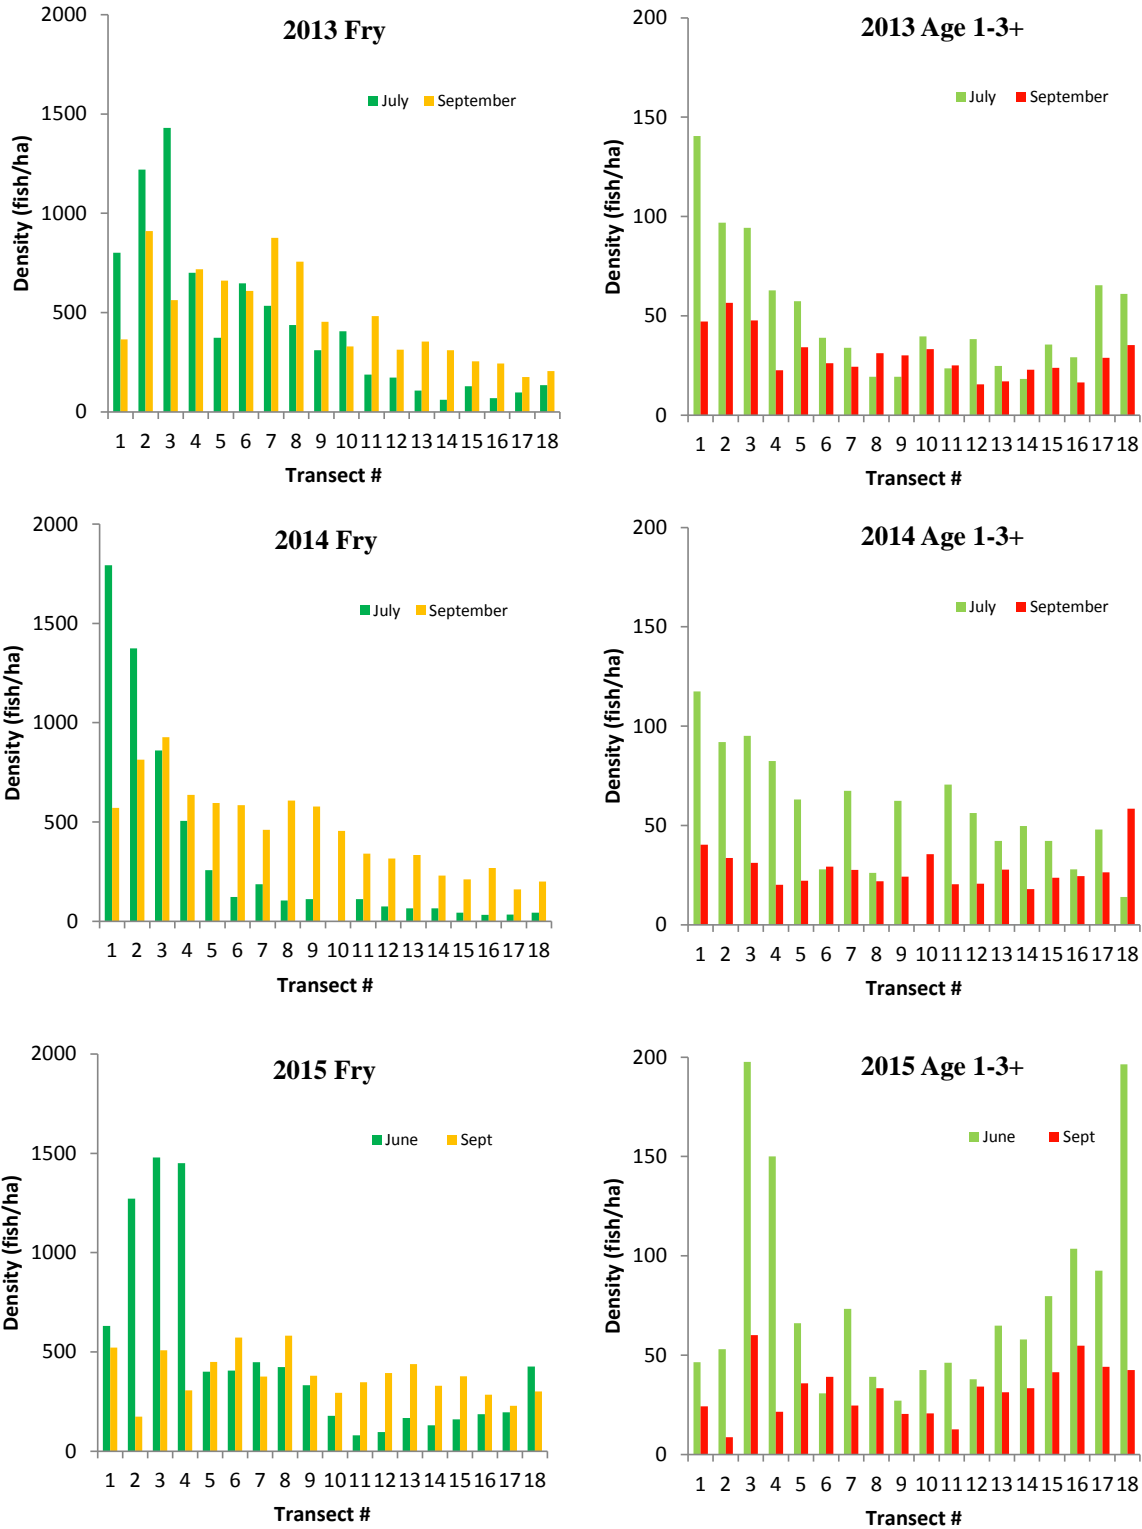 2013 Fry
July September
Density (fish/ha)
2000
1500
1000
500
0
1 2 3 4 5 6 7 8 9 10 11 12 13 14 15 16 17 18
Transect #
2013 Age 1-3+
July September
Density (fish/ha)
200
150
100
50
0
1 2 3 4 5 6 7 8 9 10 11 12 13 14 15 16 17 18
Transect #
2014 Fry
July September
Density (fish/ha)
2000
1500
1000
500
0
1 2 3 4 5 6 7 8 9 10 11 12 13 14 15 16 17 18
Transect #
2014 Age 1-3+
July September
Density (fish/ha)
200
150
100
50
0
1 2 3 4 5 6 7 8 9 10 11 12 13 14 15 16 17 18
Transect #
2015 Fry
June Sept
Density (fish/ha)
2000
1500
1000
500
0
1 2 3 4 5 6 7 8 9 10 11 12 13 14 15 16 17 18
Transect #
2015 Age 1-3+
June Sept
Density (fish/ha)
200
150
100
50
0
1 2 3 4 5 6 7 8 9 10 11 12 13 14 15 16 17 18
Transect #